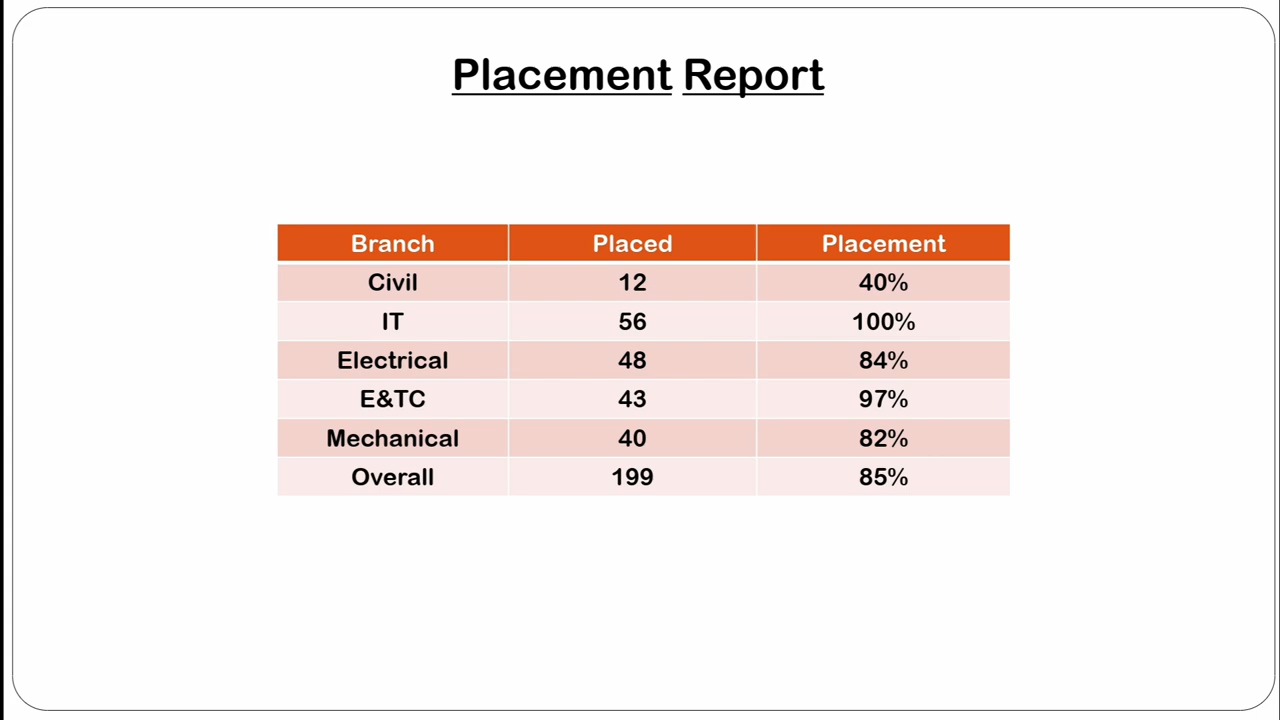 Placement Report
Branch Placed Placement
Civil 12 40%
IT 56 100%
Electrical 48 84%
E&TC 43 97%
Mechanical 40 82%
Overall 199 85%